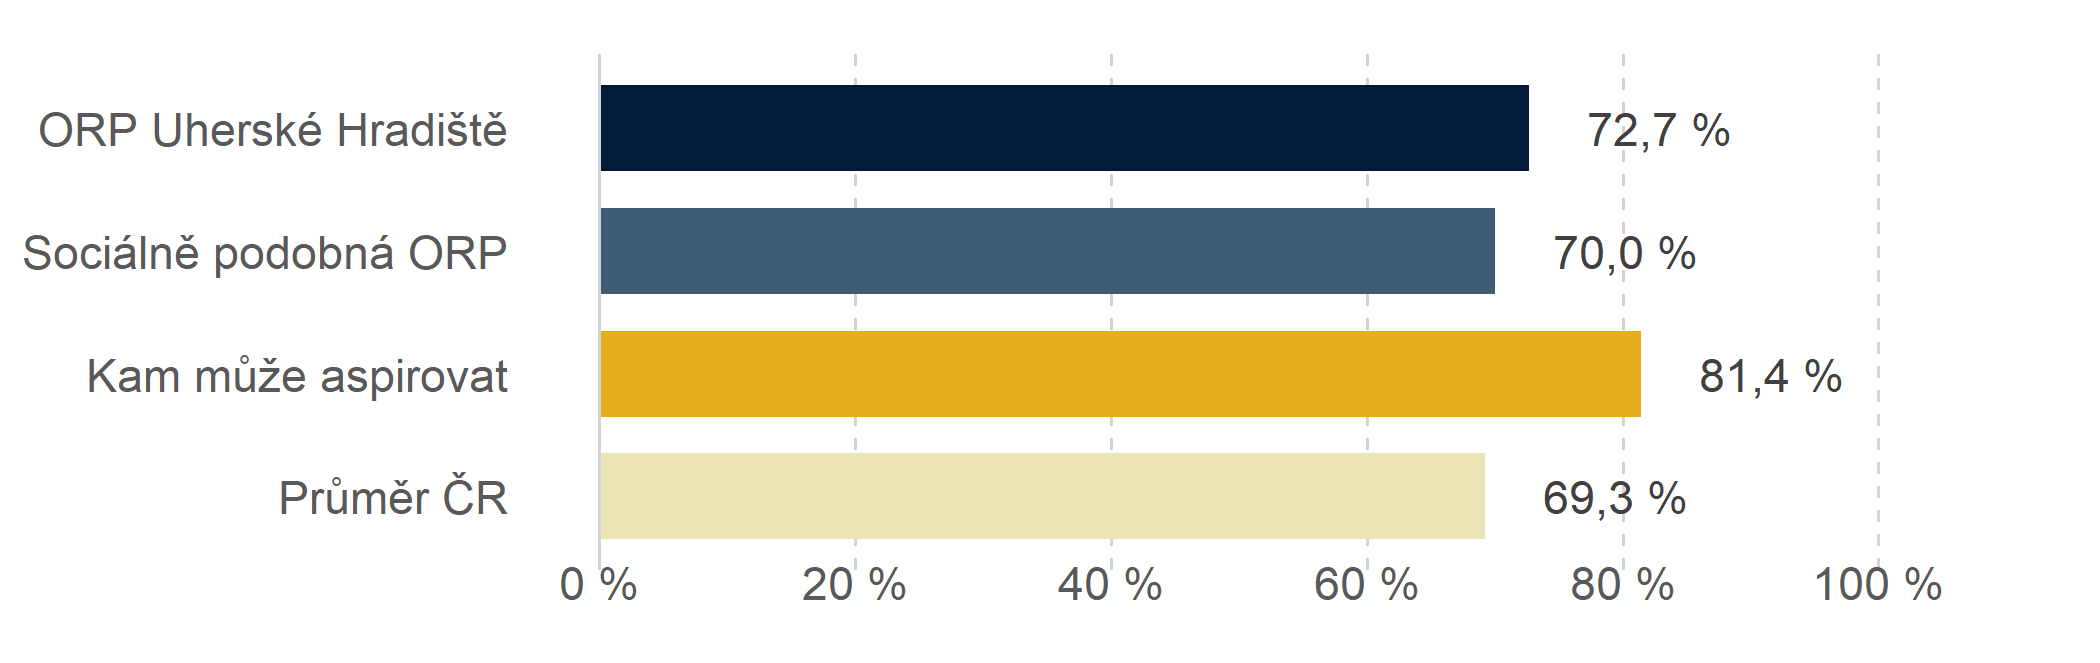 ORP Uherské Hradiště
72,7 %
Sociálně podobná ORP
70,0 %
Kam může aspirovat
81,4 %
Průměr ČR
69,3 %
0 %
20 %
40 %
60 %
80 %
100 %